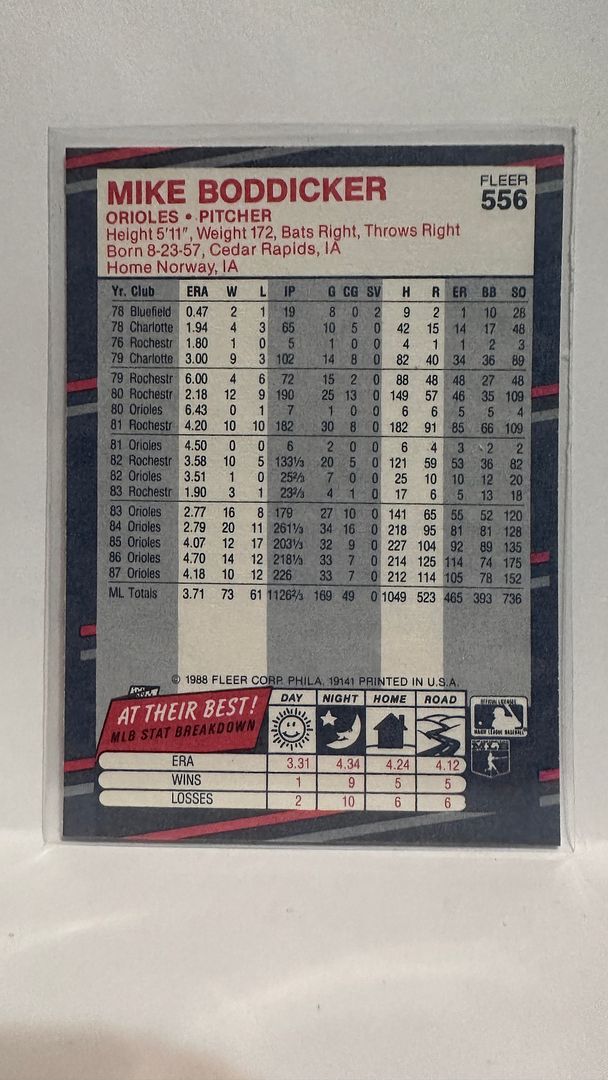 MIKE BODDICKER
ORIOLES • PITCHER
Height 5'11", Weight 172, Bats Right, Throws Right
Born 8-23-57, Cedar Rapids, IA
Home Norway, IA
FLEER
556
Yr. Club ERA W L IP G CG SV H R ER BB SO
78 Bluefield 0.47 2 1 19 8 0 2 9 2 1 10 28
78 Charlotte 1.94 4 3 65 10 5 0 42 15 14 17 48
76 Rochestr 1.80 1 0 5 1 0 0 4 1 1 2 3
79 Charlotte 3.00 9 3 102 14 8 0 82 40 34 36 89
79 Rochestr 6.00 4 6 72 15 2 0 88 48 48 27 48
80 Rochestr 2.18 12 9 190 25 13 0 149 57 46 35 109
80 Orioles 6.43 0 1 7 1 0 0 6 6 5 5 4
81 Rochestr 4.20 10 10 182 30 8 0 182 91 85 66 109
81 Orioles 4.50 0 0 6 2 0 0 6 4 3 2 2
82 Rochestr 3.58 10 5 133⅓ 20 5 0 121 59 53 36 82
82 Orioles 3.51 1 0 25⅔ 7 0 0 25 10 10 12 20
83 Rochestr 1.90 3 1 23⅔ 4 1 0 17 6 5 13 18
83 Orioles 2.77 16 8 179 27 10 0 141 65 55 52 120
84 Orioles 2.79 20 11 261⅓ 34 16 0 218 95 81 81 128
85 Orioles 4.07 12 17 203⅓ 32 9 0 227 104 92 89 135
86 Orioles 4.70 14 12 218⅓ 33 7 0 214 125 114 74 175
87 Orioles 4.18 10 12 226 33 7 0 212 114 105 78 152
ML Totals 3.71 73 61 1126⅔ 169 49 0 1049 523 465 393 736
© 1988 FLEER CORP. PHILA. 19141 PRINTED IN U.S.A.
AT THEIR BEST!
MLB STAT BREAKDOWN
DAY NIGHT HOME ROAD
ERA 3.31 4.34 4.24 4.12
WINS 1 9 5 5
LOSSES 2 10 6 6
OFFICIAL LICENSEE
MAJOR LEAGUE BASEBALL